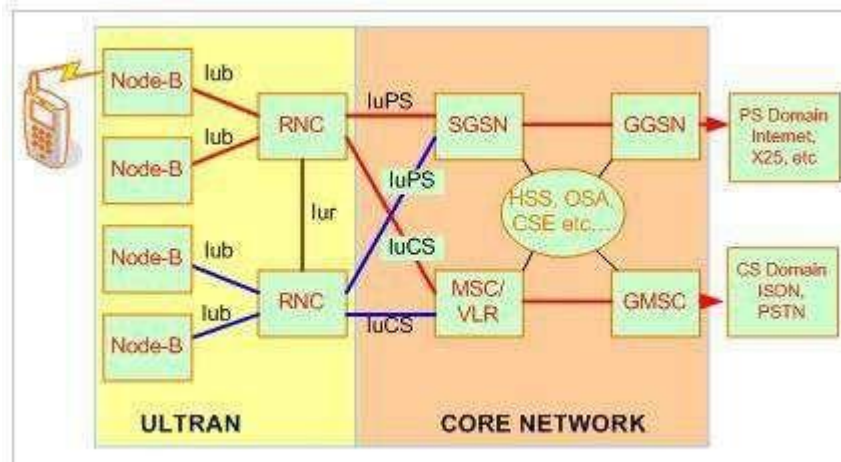 Node-B
Iub
Iub
Node-B
RNC
IuPS
SGSN
GGSN
PS Domain
Internet,
X25, etc
IuPS
Iur
HSS, OSA,
CSE etc...
IuCS
Node-B
Iub
Iub
Node-B
RNC
IuCS
MSC/
VLR
GMSC
CS Domain
ISON,
PSTN
ULTRAN
CORE NETWORK